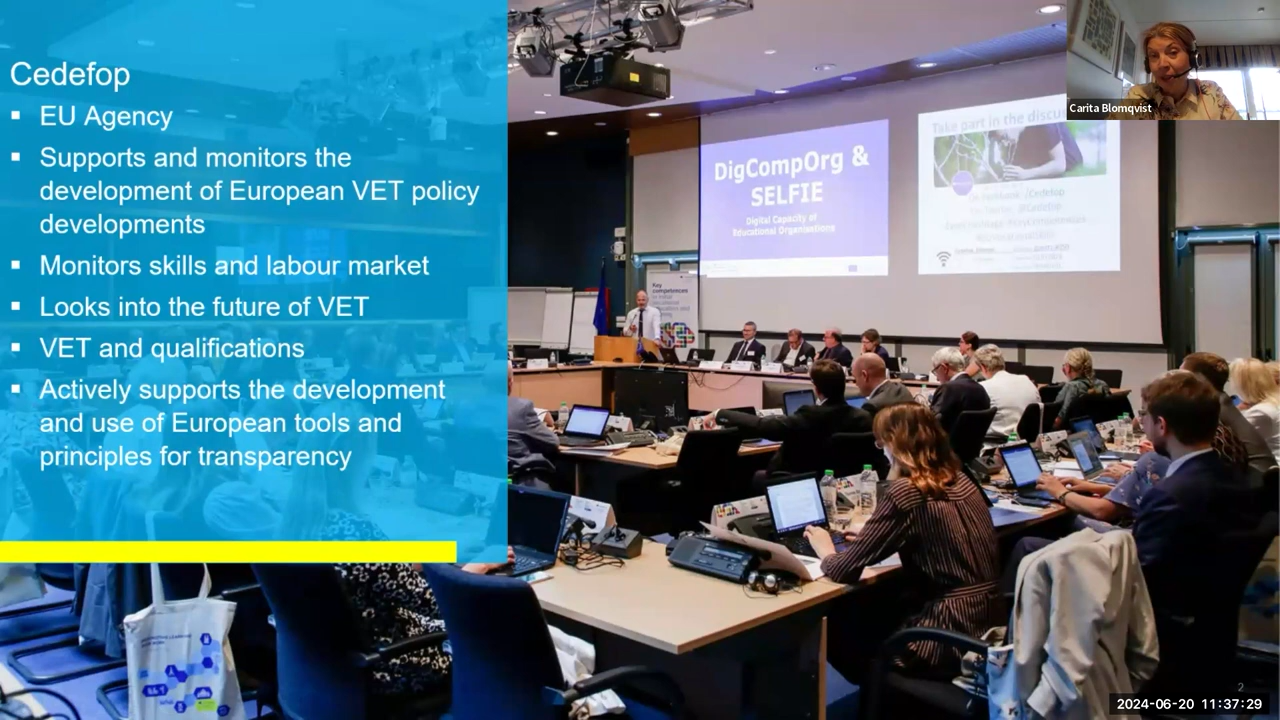 Cedefop
▪ EU Agency
▪ Supports and monitors the
development of European VET policy
developments
▪ Monitors skills and labour market
▪ Looks into the future of VET
▪ VET and qualifications
▪ Actively supports the development
and use of European tools and
principles for transparency
DigCompOrg &
SELFIE
Digital Capacity of
Educational Organisations
Take part in the
Key
competences
Carita Blomqvist
2
2024-06-20 11:37:29